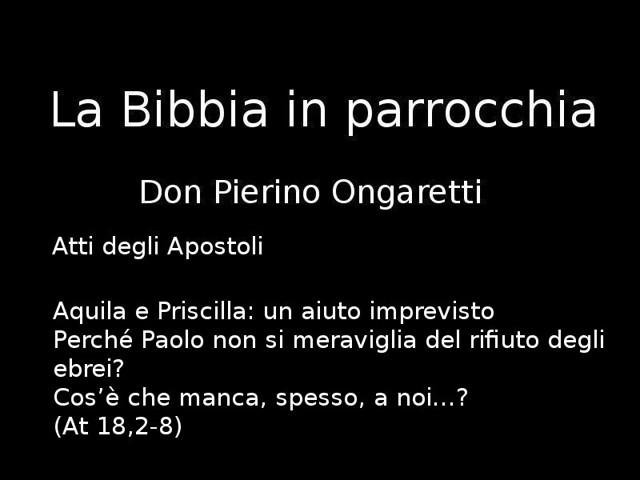 La Bibbia in parrocchia
Don Pierino Ongaretti
Atti degli Apostoli
Aquila e Priscilla: un aiuto imprevisto
Perché Paolo non si meraviglia del rifiuto degli
ebrei?
Cos’è che manca, spesso, a noi...?
(At 18,2-8)